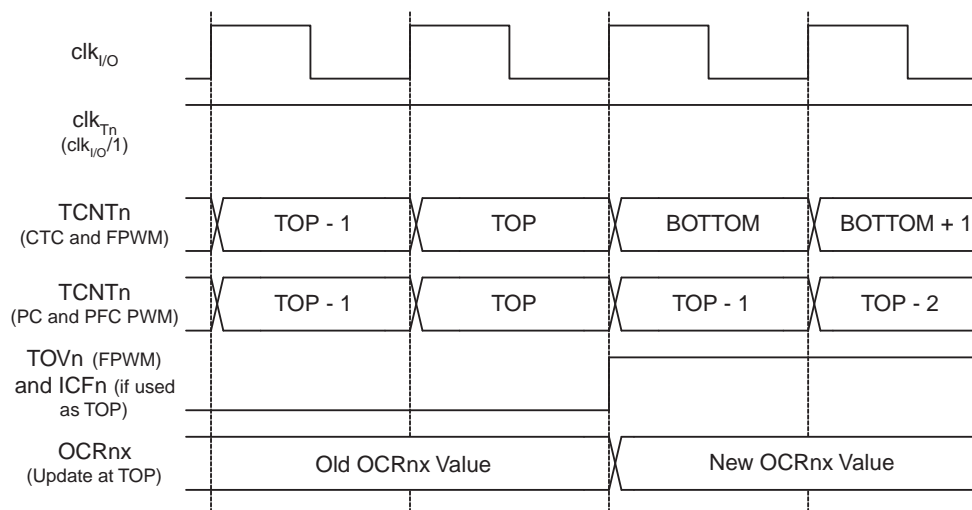 clkI/O
clkTn
(clkI/O/1)
TCNTn
(CTC and FPWM)
TOP - 1
TOP
BOTTOM
BOTTOM + 1
TCNTn
(PC and PFC PWM)
TOP - 1
TOP
TOP - 1
TOP - 2
TOVn (FPWM)
and ICFn (if used
as TOP)
OCRnx
(Update at TOP)
Old OCRnx Value
New OCRnx Value